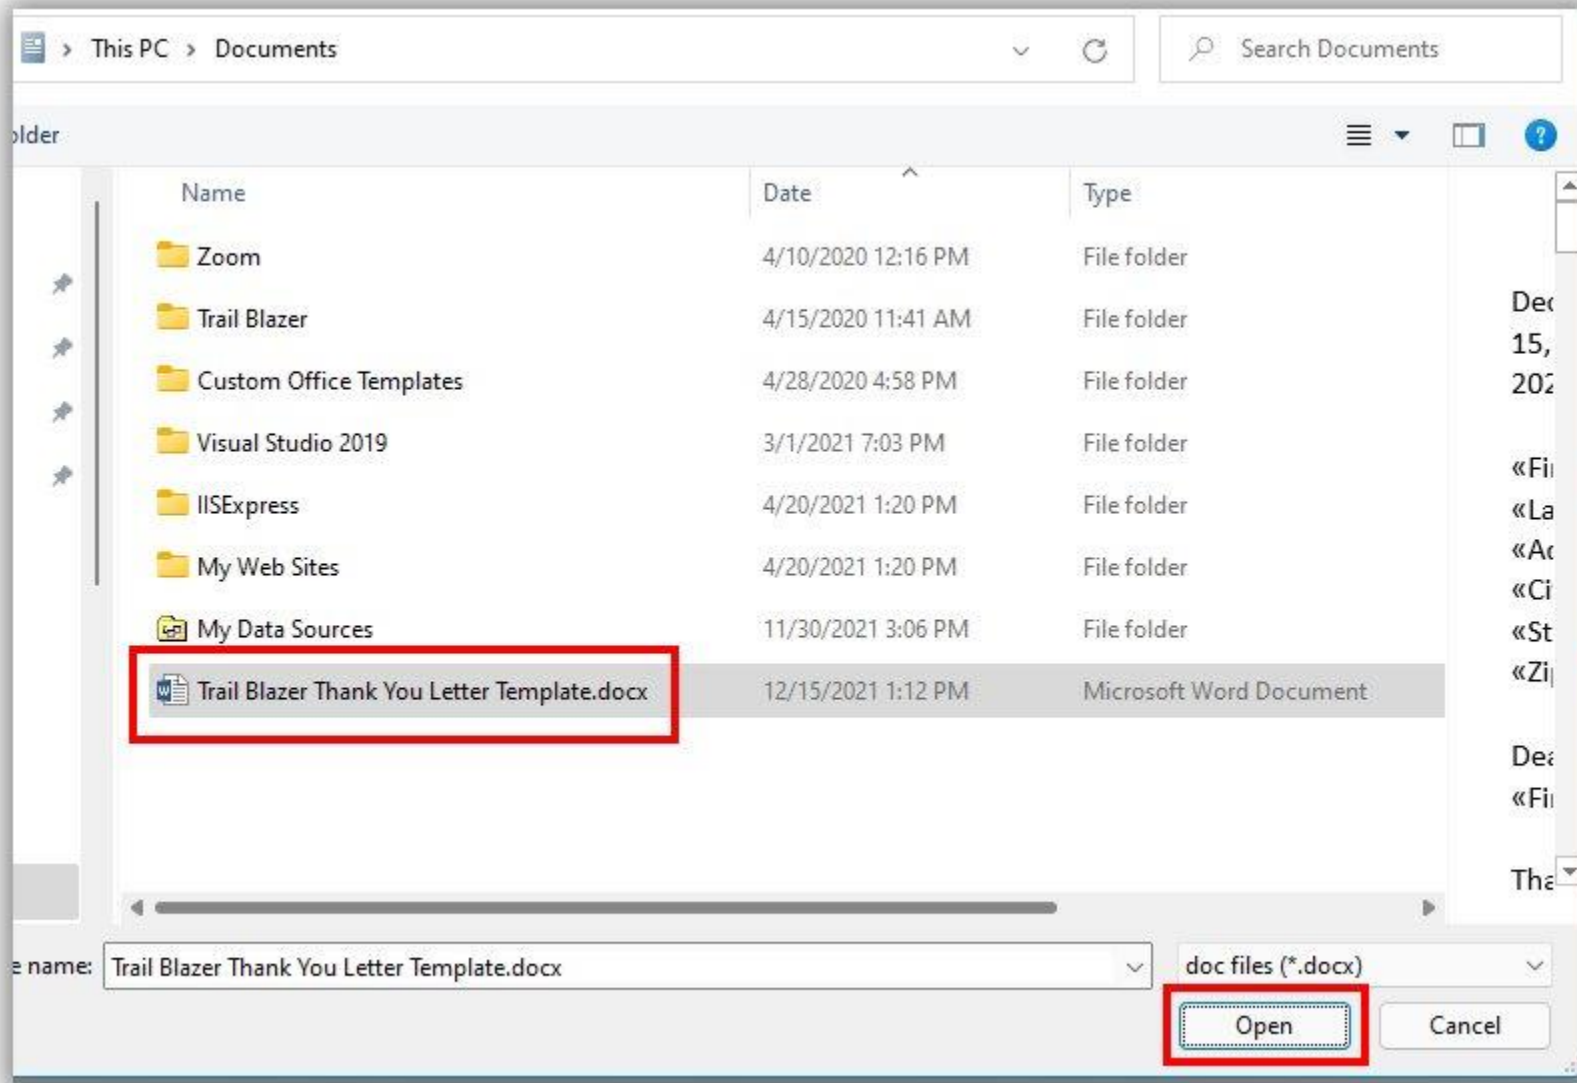 This PC > Documents
Search Documents
Name Date Type
Zoom 4/10/2020 12:16 PM File folder
Trail Blazer 4/15/2020 11:41 AM File folder
Custom Office Templates 4/28/2020 4:58 PM File folder
Visual Studio 2019 3/1/2021 7:03 PM File folder
IISExpress 4/20/2021 1:20 PM File folder
My Web Sites 4/20/2021 1:20 PM File folder
My Data Sources 11/30/2021 3:06 PM File folder
Trail Blazer Thank You Letter Template.docx 12/15/2021 1:12 PM Microsoft Word Document
15,
name: Trail Blazer Thank You Letter Template.docx doc files (*.docx)
Open Cancel